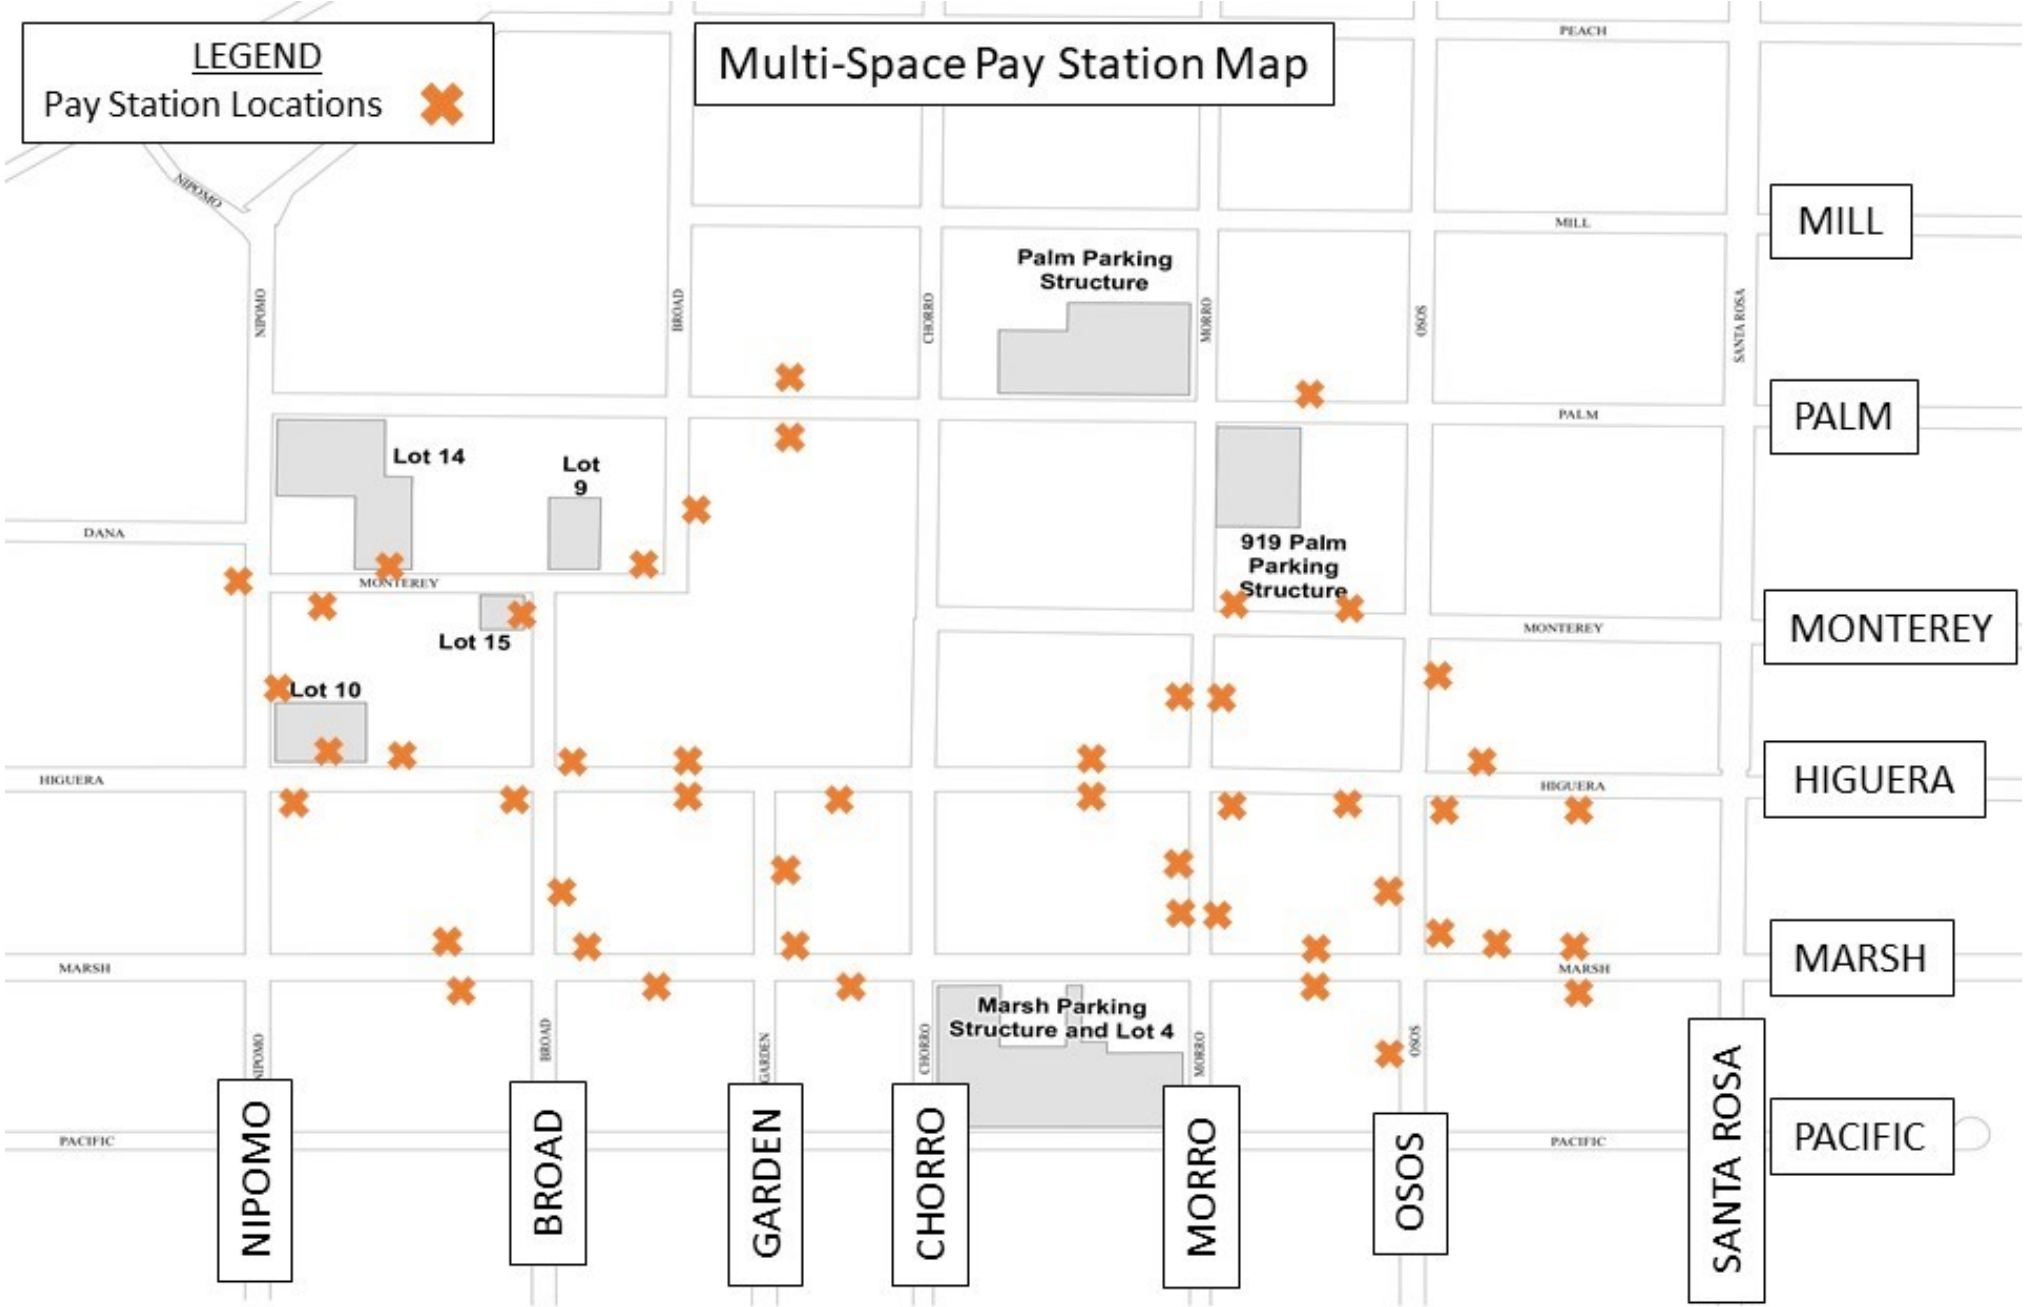 LEGEND
Pay Station Locations
Multi-Space Pay Station Map
PEACH
NIPOMO
MILL
MILL
Palm Parking
Structure
NIPOMO
BROAD
CHORRO
MORRO
OSOS
SANTA ROSA
PALM
PALM
Lot 14
Lot
9
DANA
919 Palm
Parking
Structure
MONTEREY
Lot 15
MONTEREY
MONTEREY
Lot 10
HIGUERA
HIGUERA
HIGUERA
MARSH
MARSH
MARSH
Marsh Parking
Structure and Lot 4
NIPOMO
BROAD
GARDEN
CHORRO
MORRO
OSOS
PACIFIC
PACIFIC
PACIFIC
NIPOMO
BROAD
GARDEN
CHORRO
MORRO
OSOS
SANTA ROSA